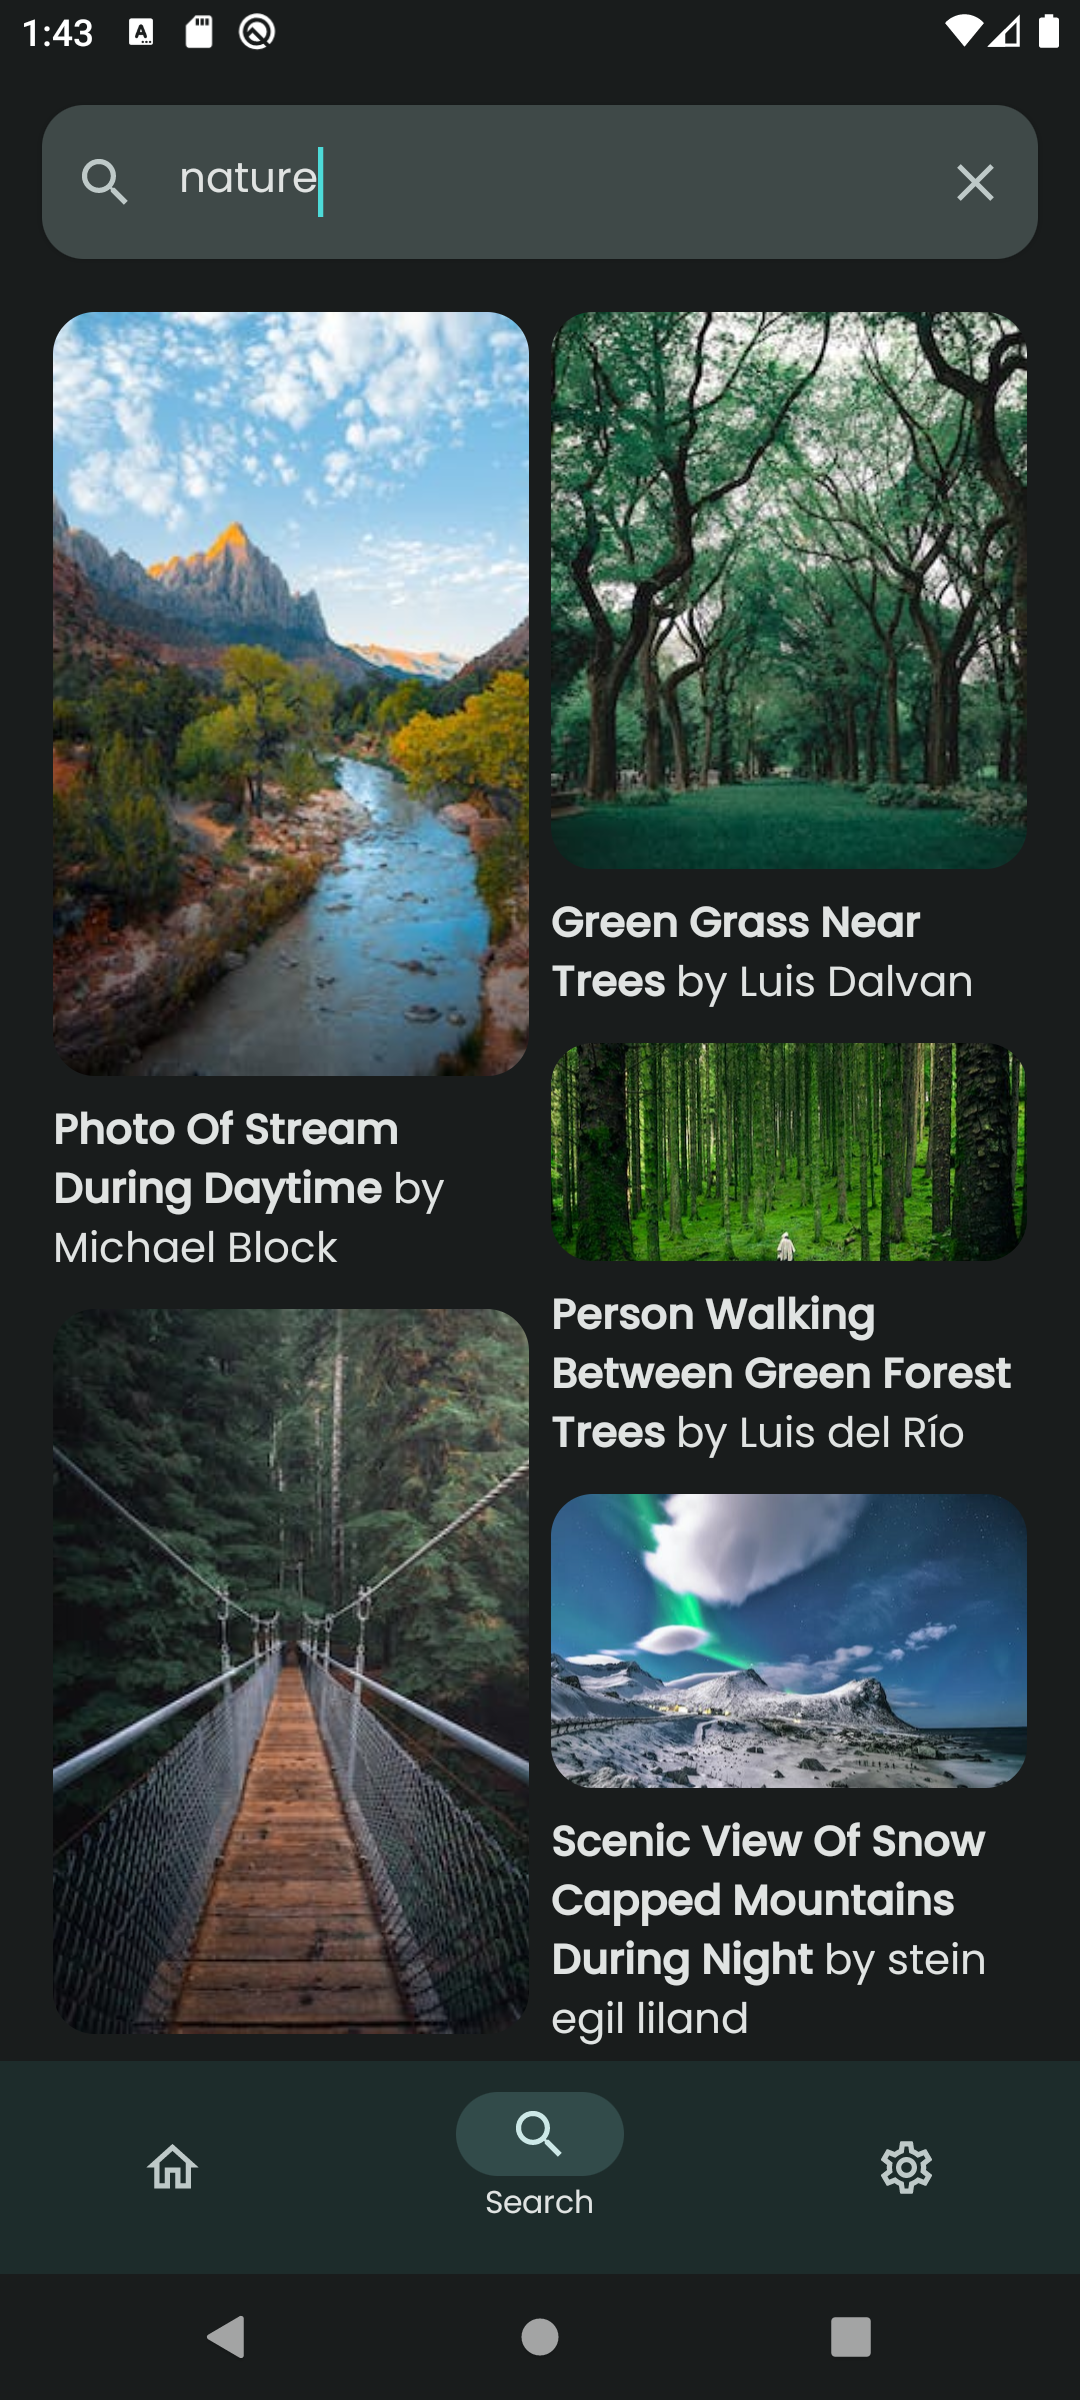 1:43
nature
Photo Of Stream
During Daytime by
Michael Block
Green Grass Near
Trees by Luis Dalvan
Person Walking
Between Green Forest
Trees by Luis del Río
Scenic View Of Snow
Capped Mountains
During Night by stein
egil liland
Search